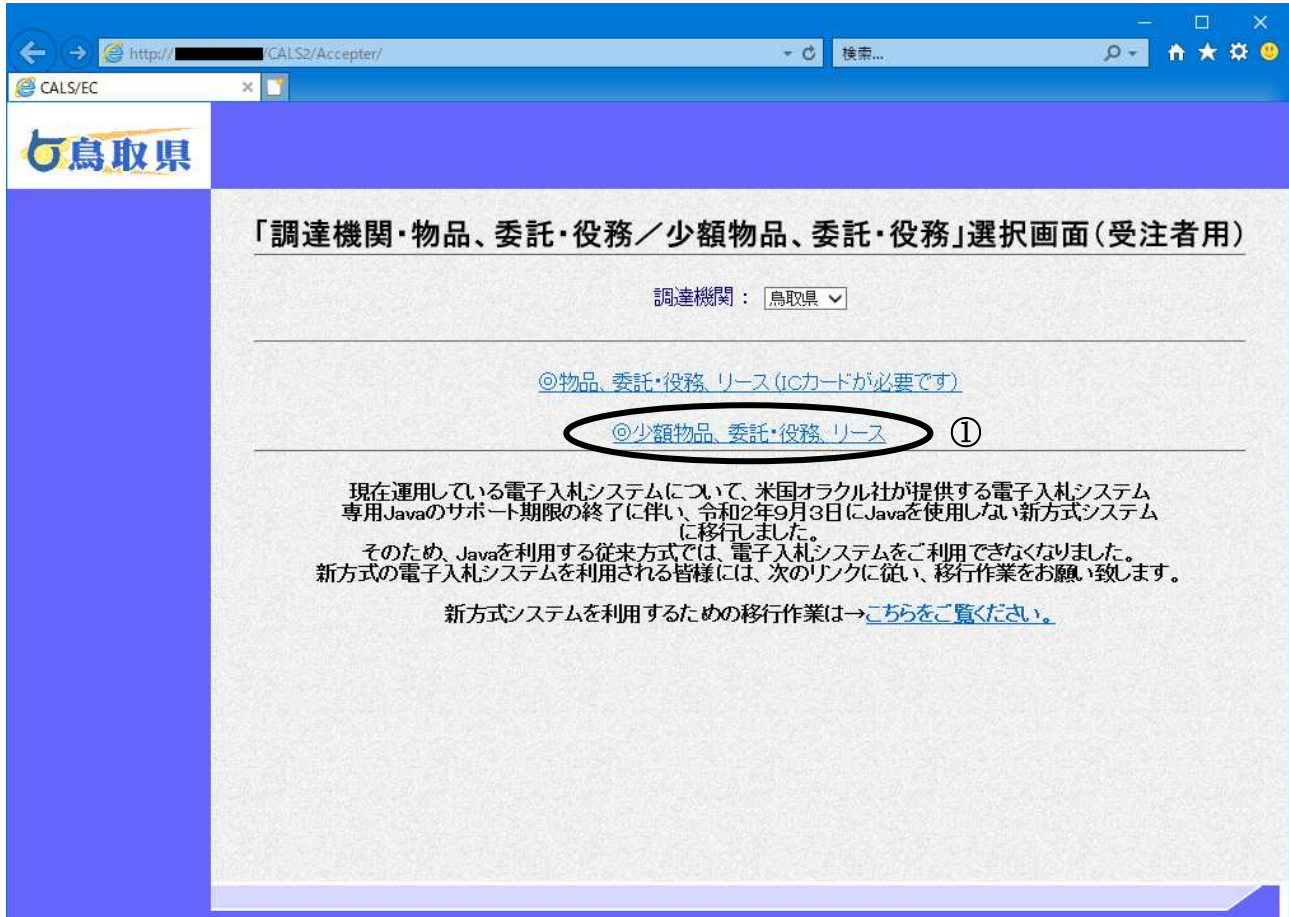 http:// /CALS2/Accepter/
検索...
CALS/EC
鳥取県
「調達機関・物品、委託・役務／少額物品、委託・役務」選択画面(受注者用)
調達機関： 鳥取県
◎物品、委託・役務、リース(ICカードが必要です)
◎少額物品、委託・役務、リース ①
現在運用している電子入札システムについて、米国オラクル社が提供する電子入札システム
専用Javaのサポート期限の終了に伴い、令和2年9月3日にJavaを使用しない新方式システム
に移行しました。
そのため、Javaを利用する従来方式では、電子入札システムをご利用できなくなりました。
新方式の電子入札システムを利用される皆様には、次のリンクに従い、移行作業をお願い致します。
新方式システムを利用するための移行作業は→こちらをご覧ください。